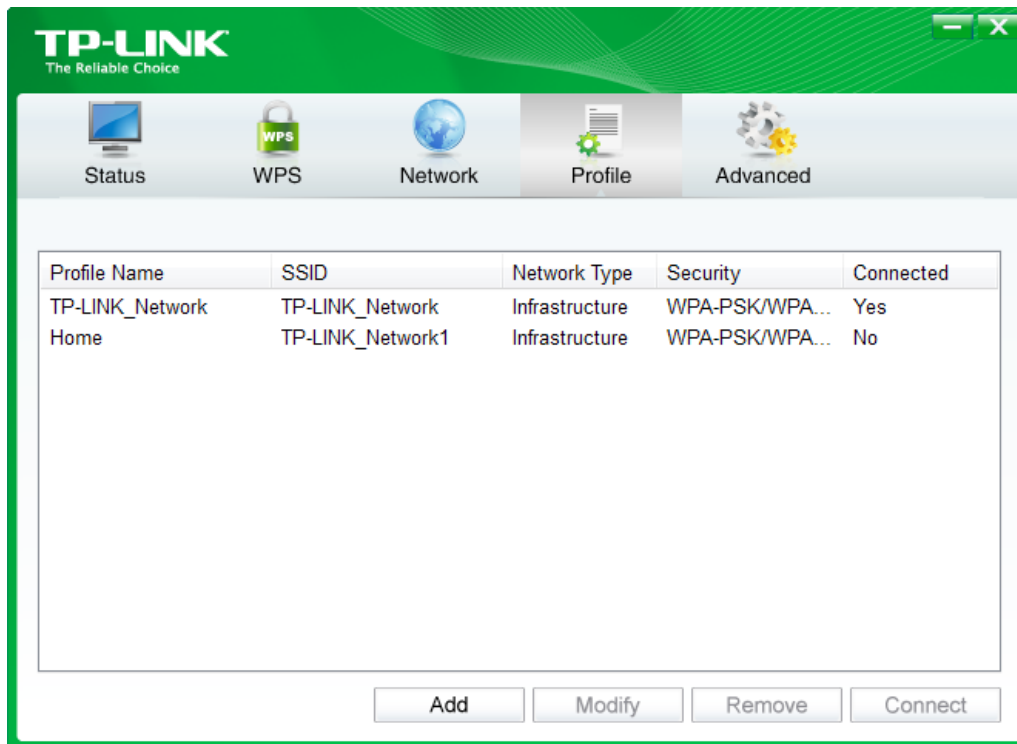 TP-LINK
The Reliable Choice
WPS
Status WPS Network Profile Advanced
Profile Name SSID Network Type Security Connected
TP-LINK_Network TP-LINK_Network Infrastructure WPA-PSK/WPA... Yes
Home TP-LINK_Network1 Infrastructure WPA-PSK/WPA... No
Add Modify Remove Connect